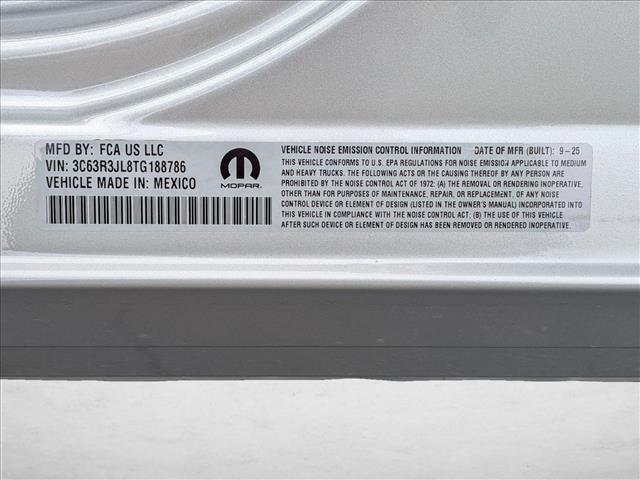 MFD BY: FCA US LLC
VIN: 3C63R3JL8TG188786
VEHICLE MADE IN: MEXICO
MOPAR.
VEHICLE NOISE EMISSION CONTROL INFORMATION DATE OF MFR (BUILT): 9-25
THIS VEHICLE CONFORMS TO U.S. EPA REGULATIONS FOR NOISE EMISSION APPLICABLE TO MEDIUM
AND HEAVY TRUCKS. THE FOLLOWING ACTS OR THE CAUSING THEREOF BY ANY PERSON
ARE PROHIBITED BY THE NOISE CONTROL ACT OF 1972: (A) THE REMOVAL OR RENDERING INOPERATIVE,
OTHER THAN FOR PURPOSES OF MAINTENANCE, REPAIR, OR REPLACEMENT, OF ANY NOISE
CONTROL DEVICE OR ELEMENT OF DESIGN (LISTED IN THE OWNER'S MANUAL) INCORPORATED INTO
THIS VEHICLE IN COMPLIANCE WITH THE NOISE CONTROL ACT; (B) THE USE OF THIS VEHICLE
AFTER SUCH DEVICE OR ELEMENT OF DESIGN HAS BEEN REMOVED OR RENDERED INOPERATIVE.